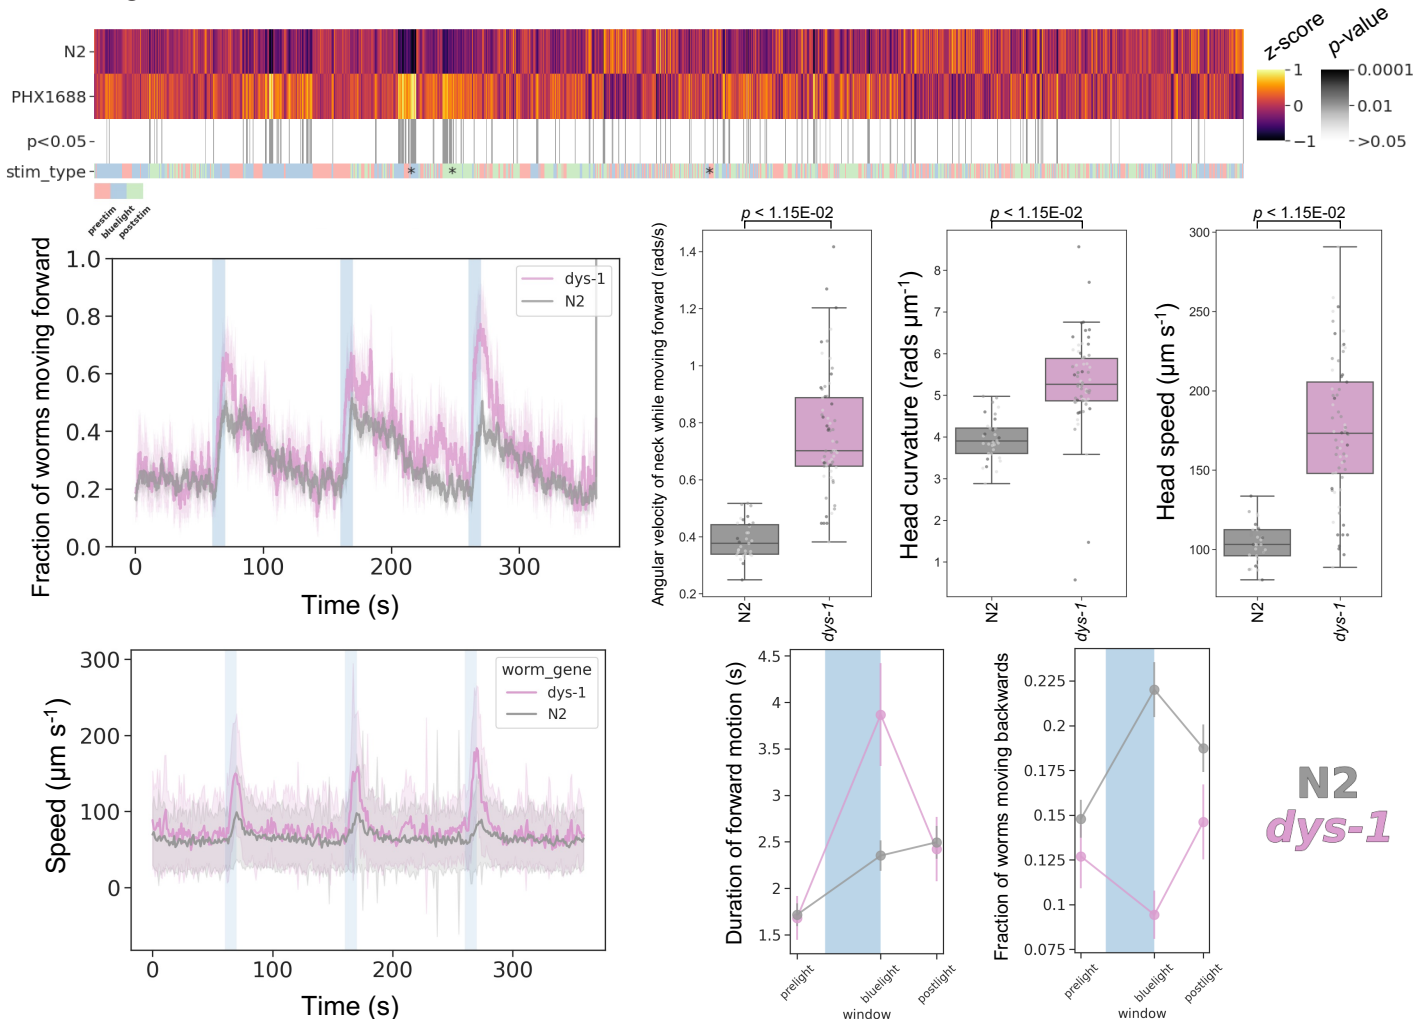 N2
PHX1688
p<0.05
stim_type
*
*
*
prestim
bluelight
poststim
z-score
1
0
−1
p-value
0.0001
0.01
>0.05
Fraction of worms moving forward
1.0
0.8
0.6
0.4
0.2
0.0
0
100
200
300
Time (s)
dys-1
N2
Angular velocity of neck while moving forward (rads/s)
p < 1.15E-02
1.4
1.2
1
0.8
0.6
0.4
0.2
N2
dys-1
Head curvature (rads μm-1)
p < 1.15E-02
8
7
6
5
4
3
2
1
N2
dys-1
Head speed (μm s-1)
p < 1.15E-02
300
250
200
150
100
N2
dys-1
Speed (μm s-1)
300
200
100
0
0
100
200
300
Time (s)
worm_gene
dys-1
N2
Duration of forward motion (s)
4.5
4
3.5
3
2.5
2
1.5
prelight
bluelight
postlight
window
Fraction of worms moving backwards
0.225
0.2
0.175
0.15
0.125
0.1
0.075
prelight
bluelight
postlight
window
N2
dys-1